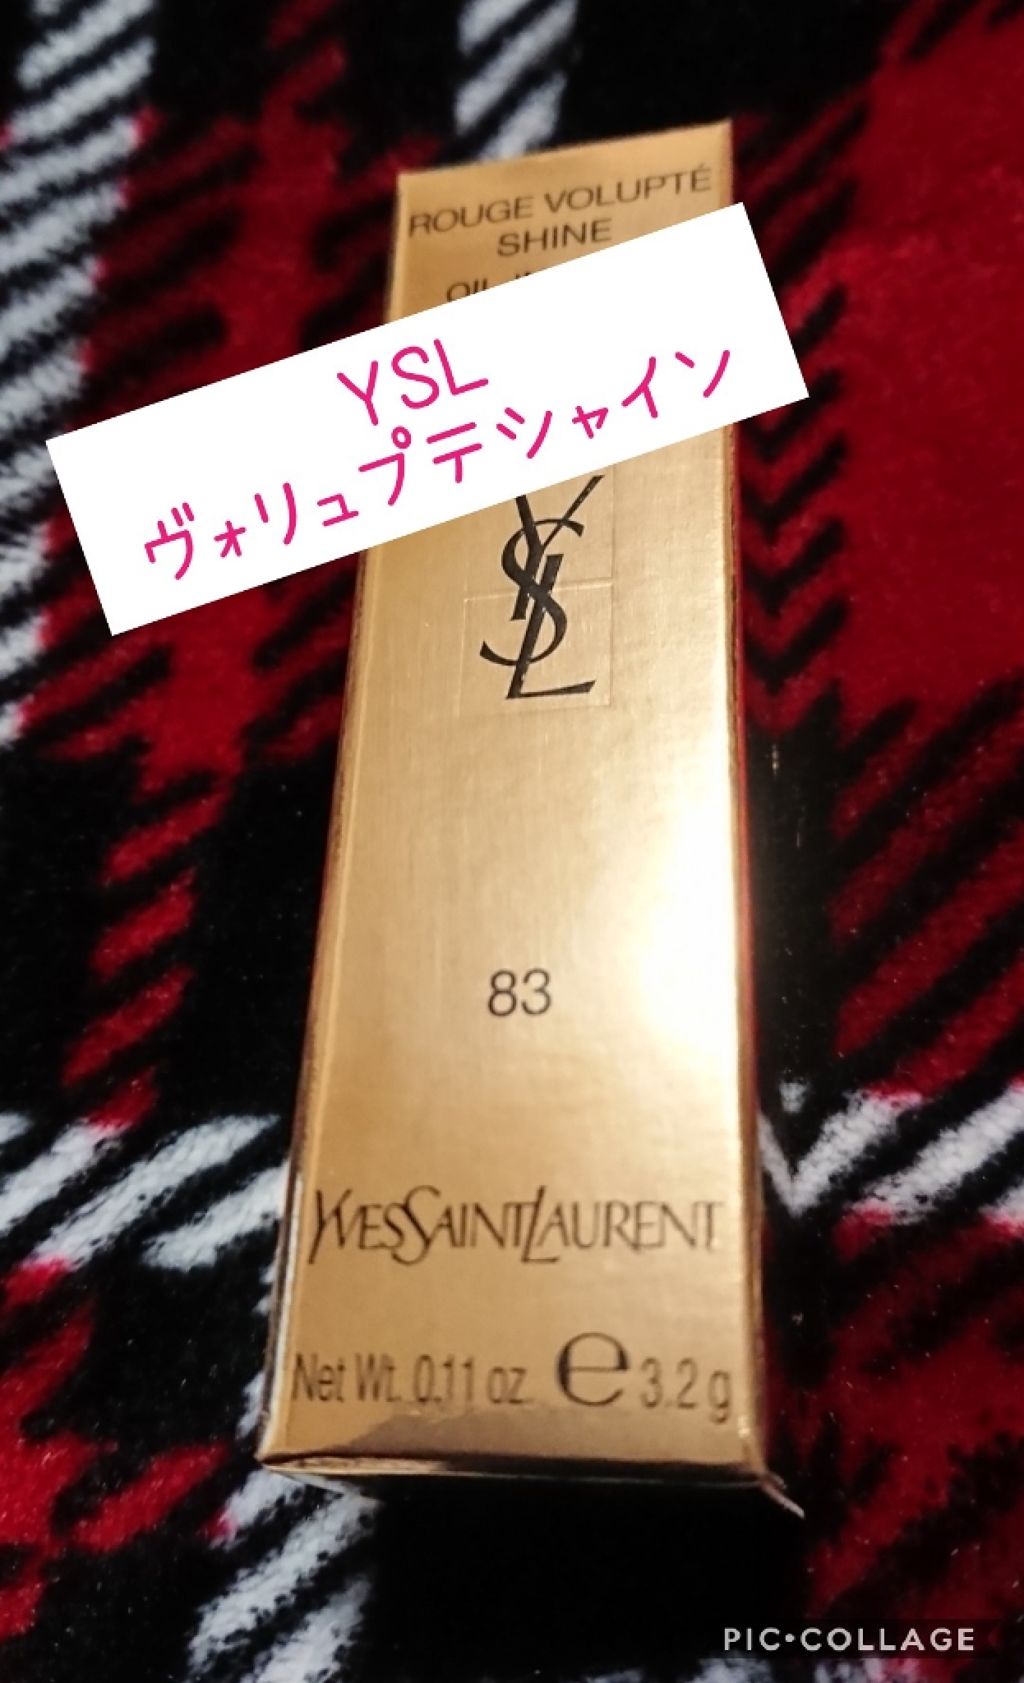 ROUGE VOLUPTÉ
SHINE
YSL
ヴォリュプテシャイン
YSL
83
YVESSAINTLAURENT
Net Wt. 0.11 oz. e 3.2 g
PIC•COLLAGE